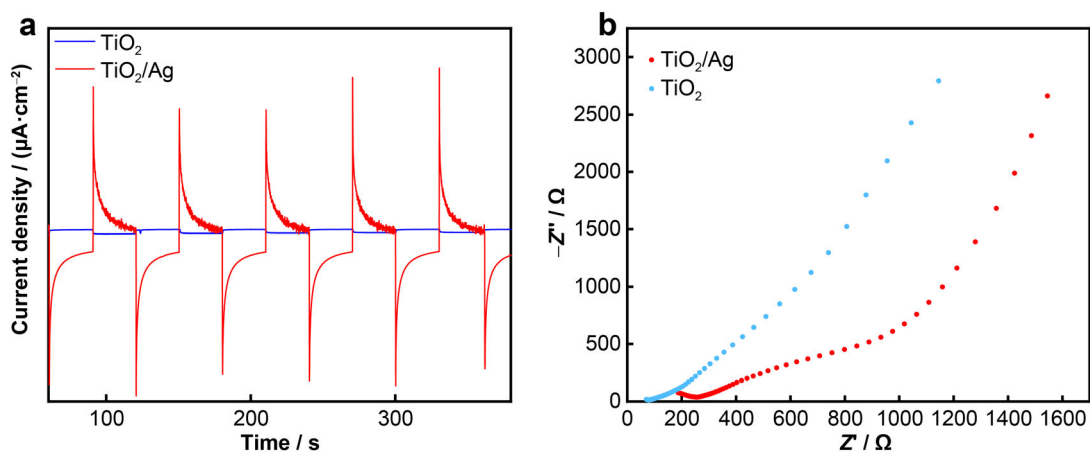 a
TiO₂
TiO₂/Ag
Current density / (μA·cm⁻²)
100
200
300
Time / s
b
TiO₂/Ag
TiO₂
3000
2500
2000
1500
1000
500
0
−Z'' / Ω
0
200
400
600
800
1000
1200
1400
1600
Z' / Ω